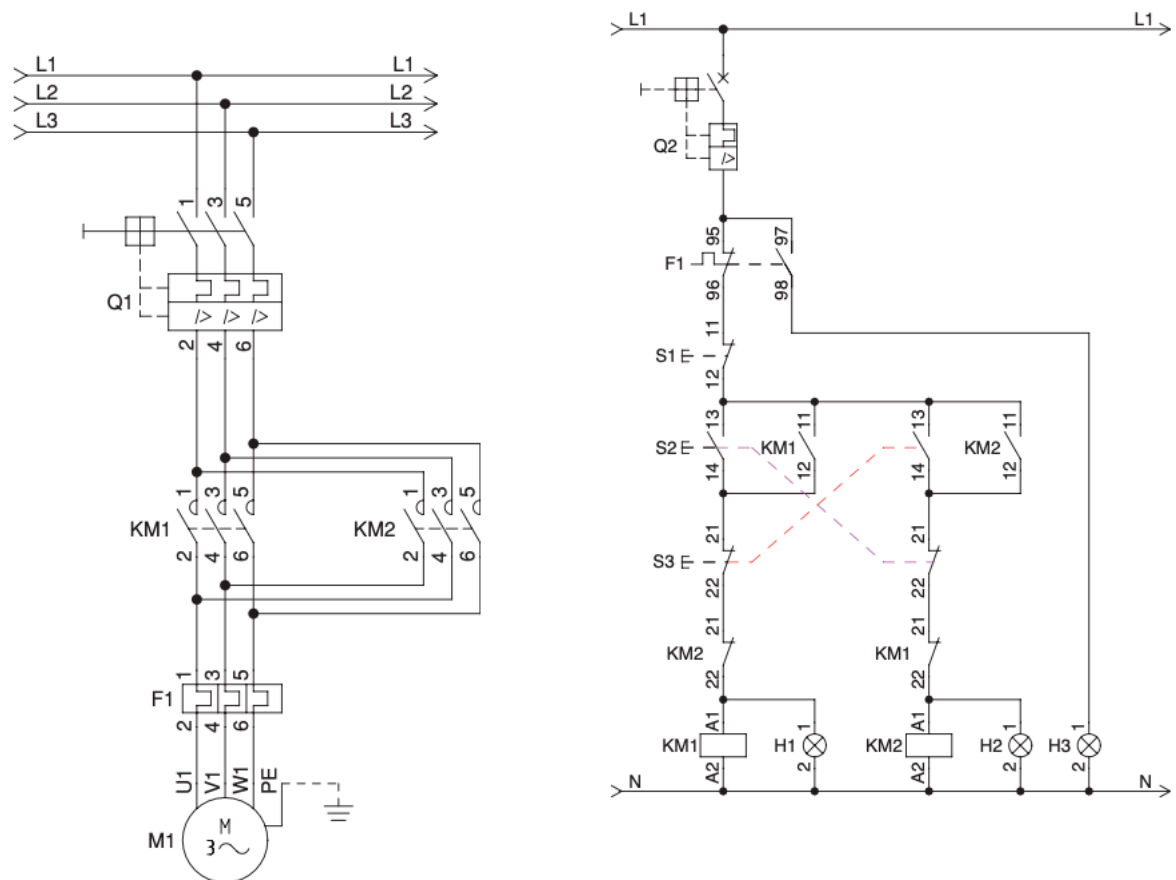 L1 L1
L2 L2
L3 L3
1 3 5
Q1
/> /> />
2 4 6
1 3 5
KM1
2 4 6
1 3 5
KM2
2 4 6
1 3 5
F1
2 4 6
U1 V1 W1 PE
M1
M
3~
L1 L1
Q2
/>
95 97
F1
96 98
11
S1
12
13 11 13 11
S2 KM1 KM2
14 12 14 12
21 21
S3
22 22
21 21
KM2 KM1
22 22
A1 1 A1 1 1
KM1 H1 KM2 H2 H3
A2 2 A2 2 2
N N